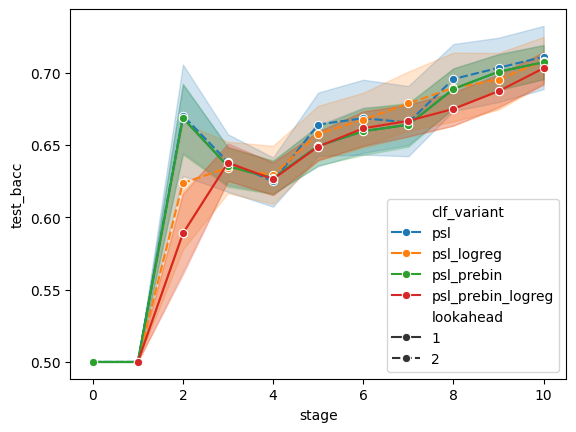 0.70
0.65
0.60
0.55
0.50
test_bacc
0 2 4 6 8 10
stage
clf_variant
psl
psl_logreg
psl_prebin
psl_prebin_logreg
lookahead
1
2